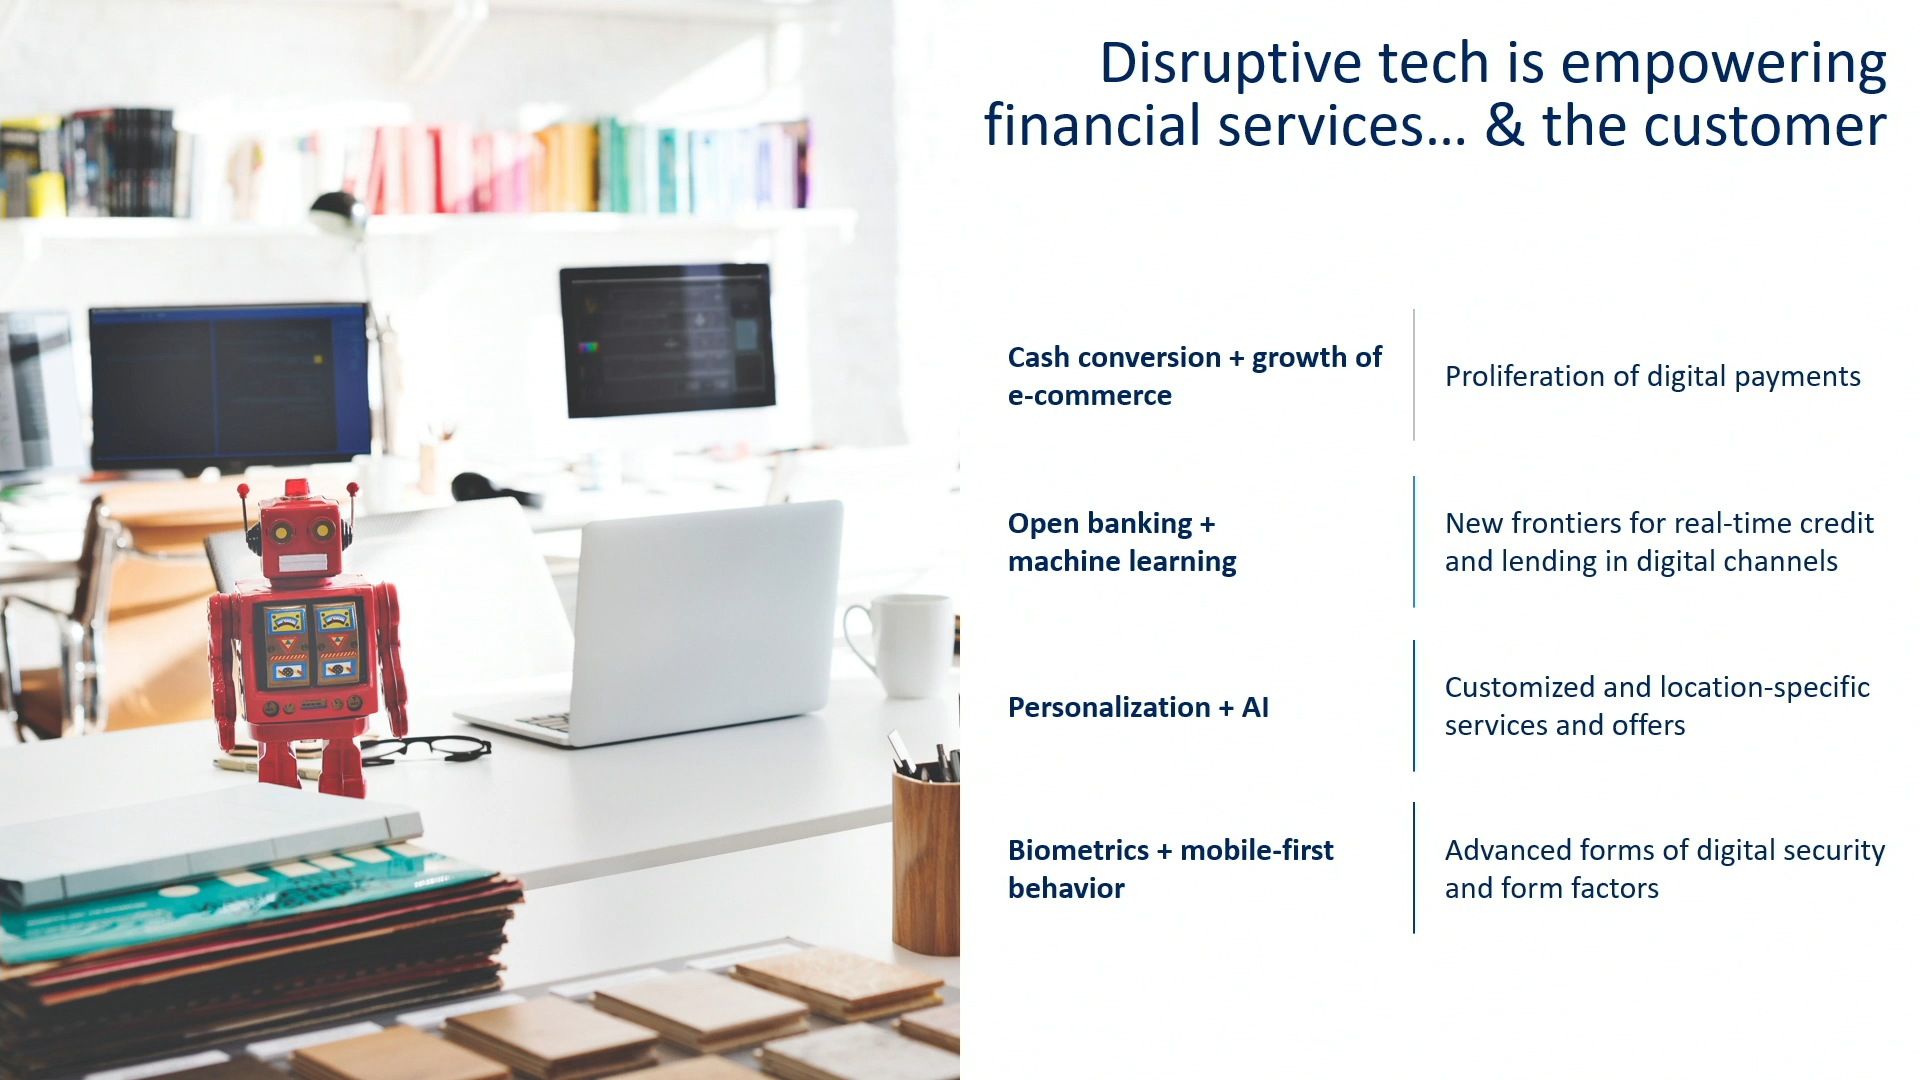 Disruptive tech is empowering
financial services... & the customer
Cash conversion + growth of
e-commerce
Proliferation of digital payments
Open banking +
machine learning
New frontiers for real-time credit
and lending in digital channels
Personalization + AI
Customized and location-specific
services and offers
Biometrics + mobile-first
behavior
Advanced forms of digital security
and form factors